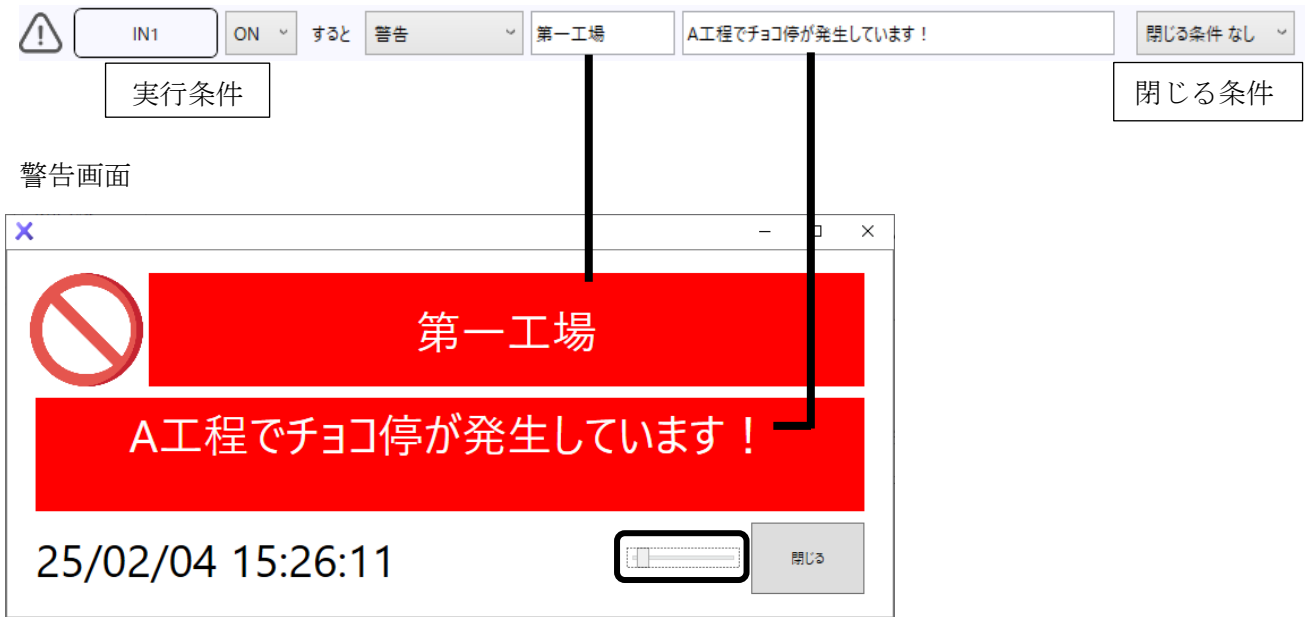 IN1 ON すると 警告 第一工場 A工程でチョコ停が発生しています！ 閉じる条件 なし
実行条件 閉じる条件
警告画面
第一工場
A工程でチョコ停が発生しています！
25/02/04 15:26:11 閉じる